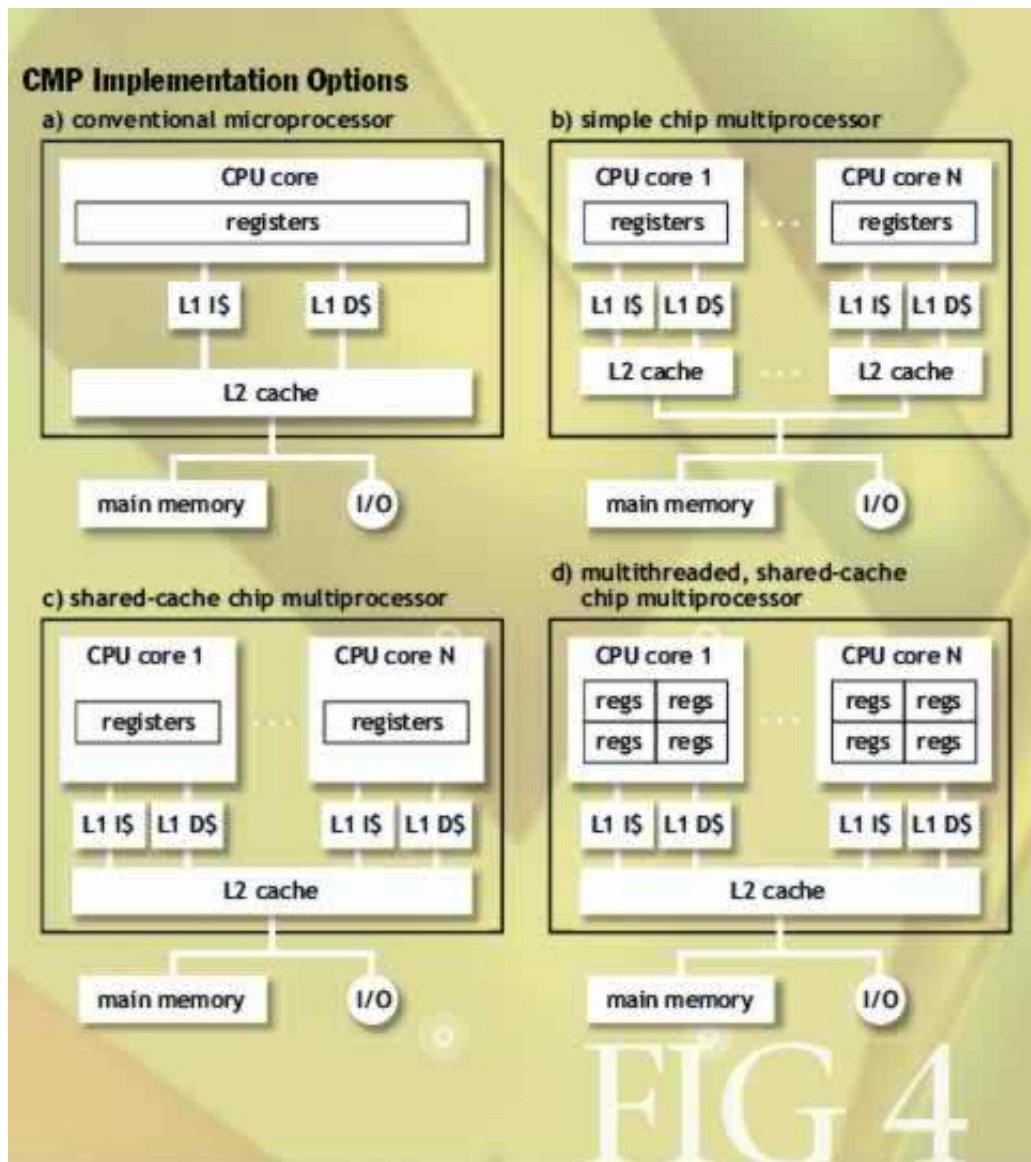 CMP Implementation Options
a) conventional microprocessor
CPU core
registers
L1 I$ L1 D$
L2 cache
main memory I/O
b) simple chip multiprocessor
CPU core 1 CPU core N
registers ... registers
L1 I$ L1 D$ L1 I$ L1 D$
L2 cache ... L2 cache
main memory I/O
c) shared-cache chip multiprocessor
CPU core 1 CPU core N
registers ... registers
L1 I$ L1 D$ L1 I$ L1 D$
L2 cache
main memory I/O
d) multithreaded, shared-cache
chip multiprocessor
CPU core 1 CPU core N
regs regs ... regs regs
regs regs regs regs
L1 I$ L1 D$ L1 I$ L1 D$
L2 cache
main memory I/O
FIG 4